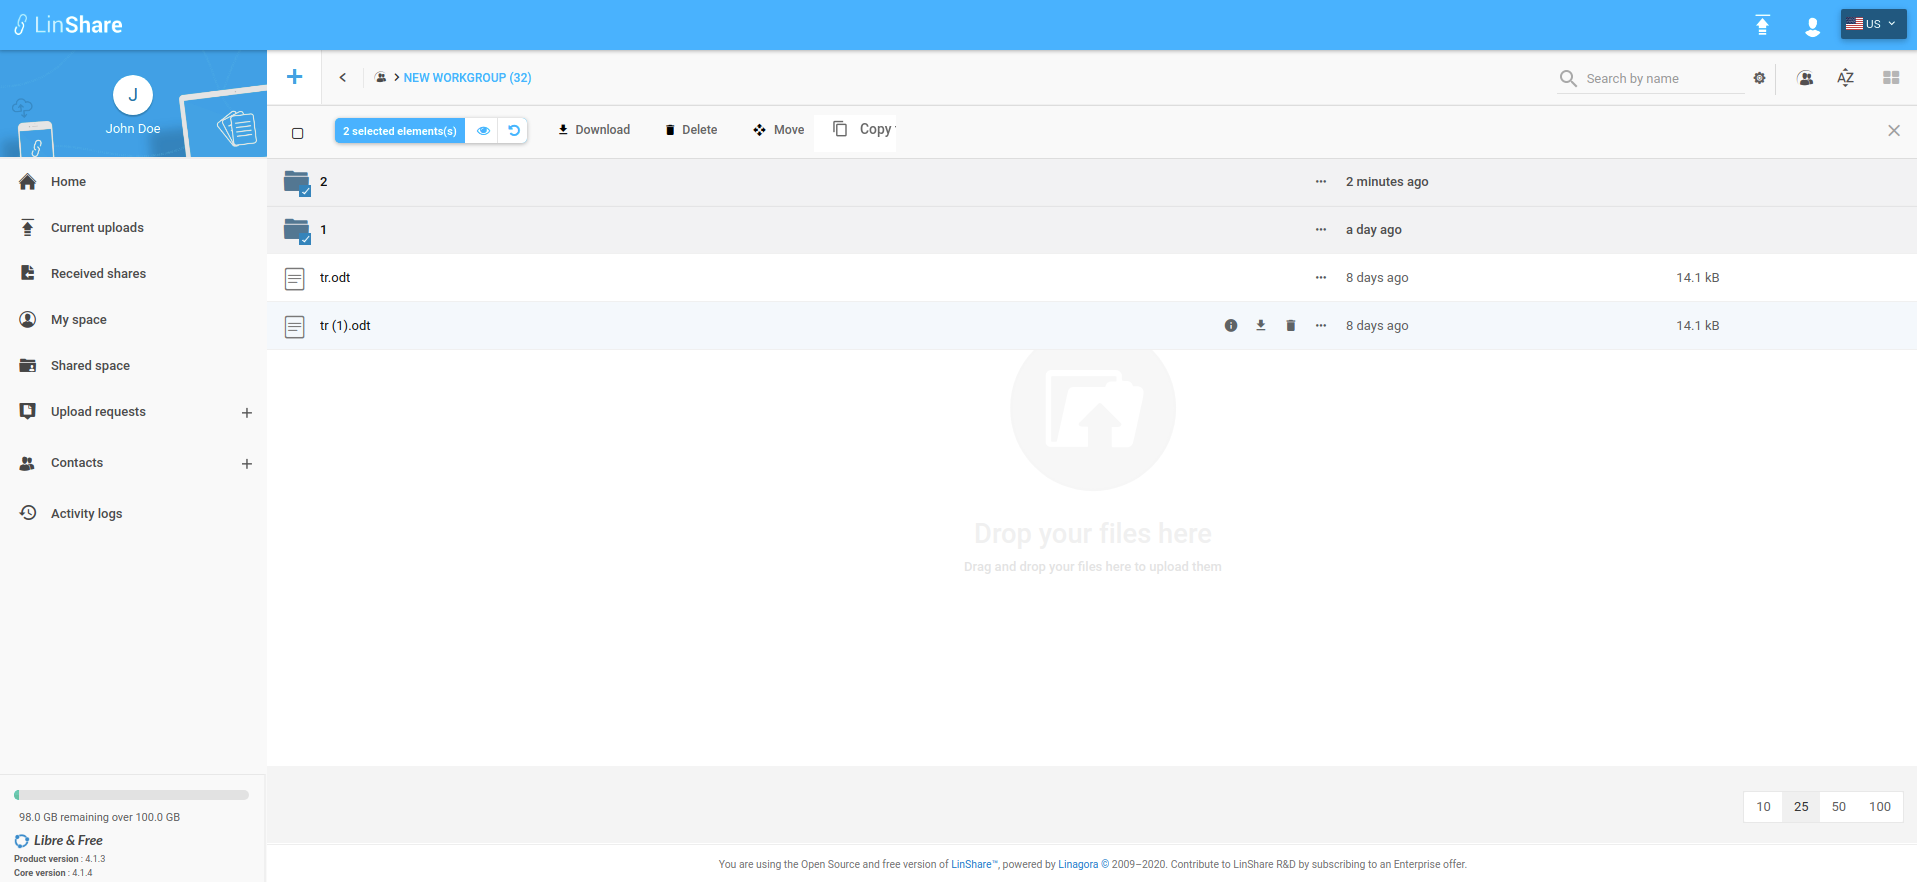 LinShare
US
J
John Doe
NEW WORKGROUP (32)
Search by name
AZ
2 selected elements(s)
Download
Delete
Move
Copy
Home
Current uploads
Received shares
My space
Shared space
Upload requests
Contacts
Activity logs
2
2 minutes ago
1
a day ago
tr.odt
8 days ago
14.1 kB
tr (1).odt
8 days ago
14.1 kB
Drop your files here
Drag and drop your files here to upload them
10 25 50 100
98.0 GB remaining over 100.0 GB
Libre & Free
Product version : 4.1.3
Core version : 4.1.4
You are using the Open Source and free version of LinShare™, powered by Linagora © 2009–2020. Contribute to LinShare R&D by subscribing to an Enterprise offer.